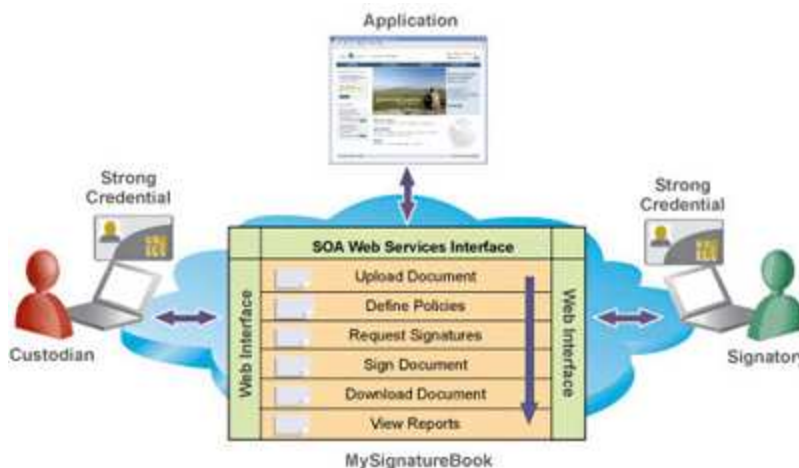 Application
Strong
Credential
Strong
Credential
SOA Web Services Interface
Web Interface
Upload Document
Define Policies
Request Signatures
Sign Document
Download Document
View Reports
Web Interface
Custodian
Signatory
MySignatureBook